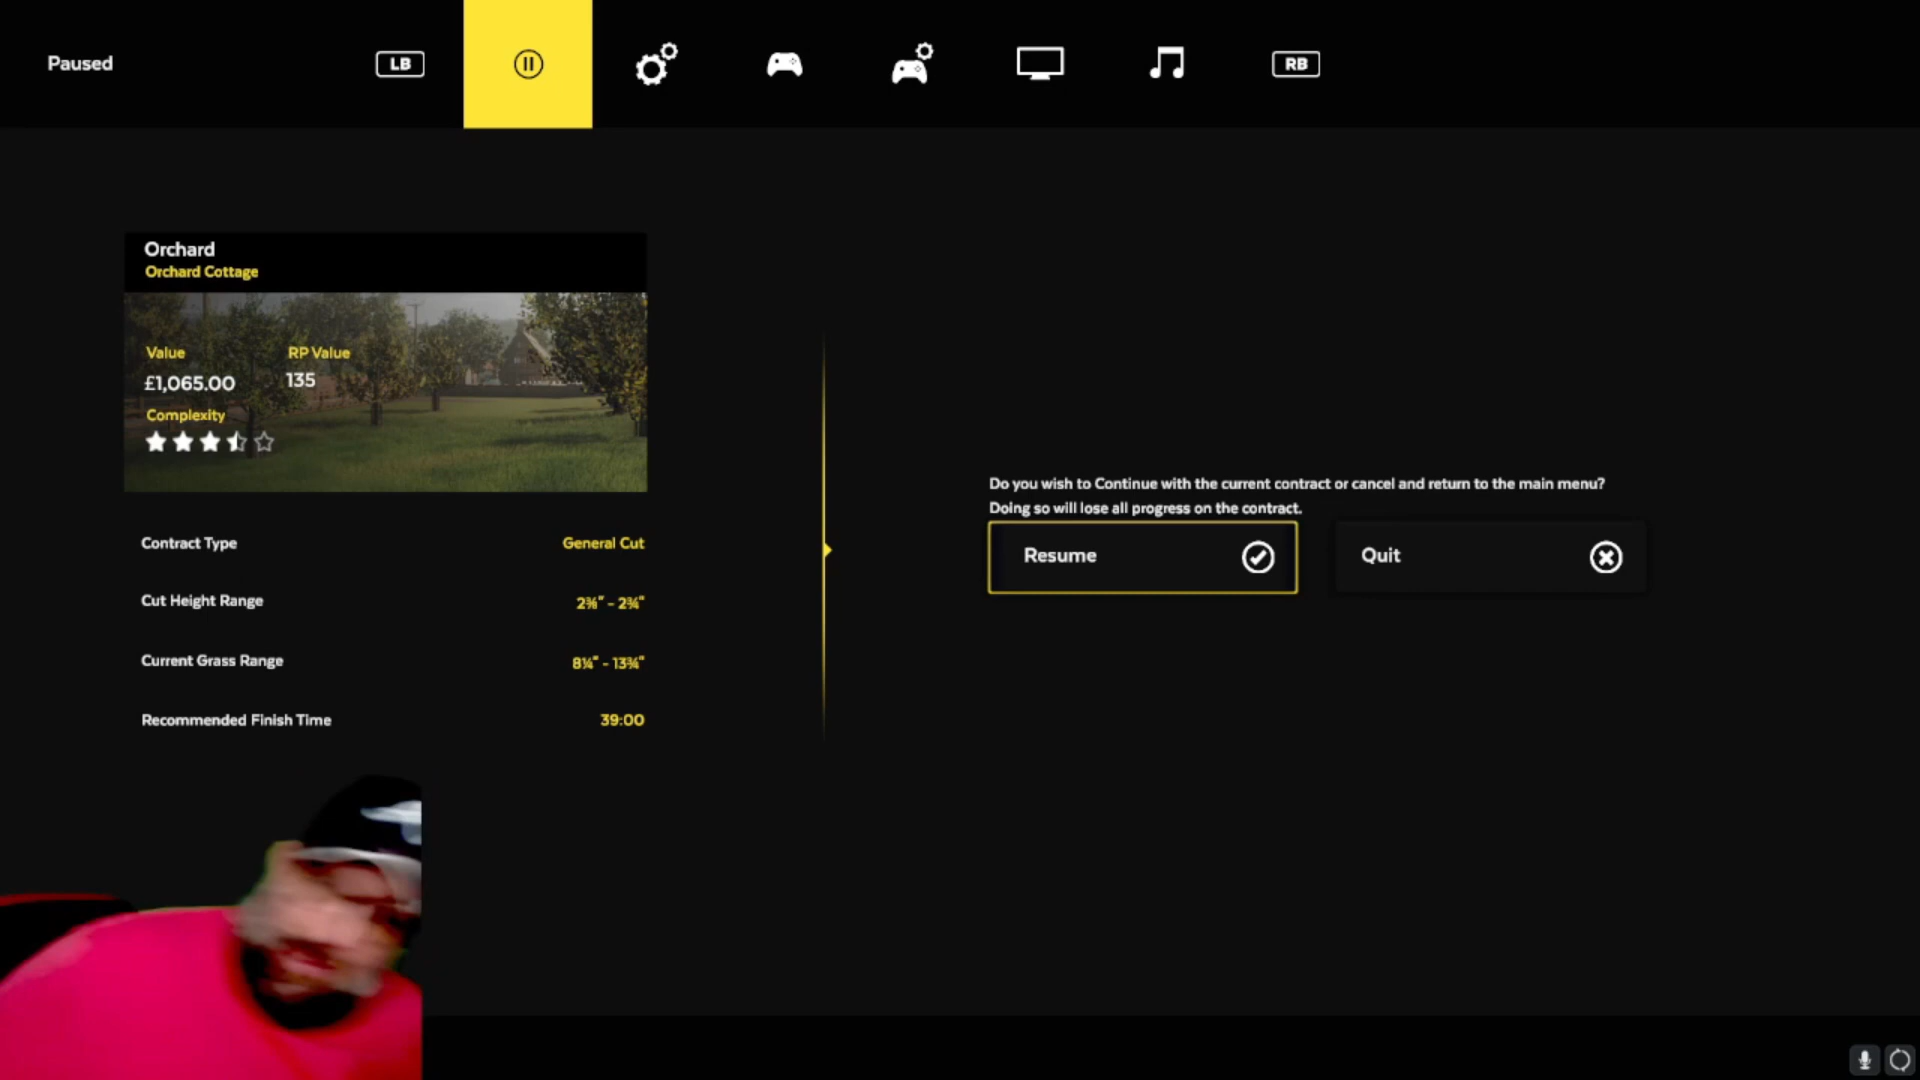 Paused
LB
RB
Orchard
Orchard Cottage
Value
RP Value
£1,065.00
135
Complexity
Contract Type
General Cut
Cut Height Range
2⅜" - 2¾"
Current Grass Range
8¼" - 13¾"
Recommended Finish Time
39:00
Do you wish to Continue with the current contract or cancel and return to the main menu?
Doing so will lose all progress on the contract.
Resume
Quit